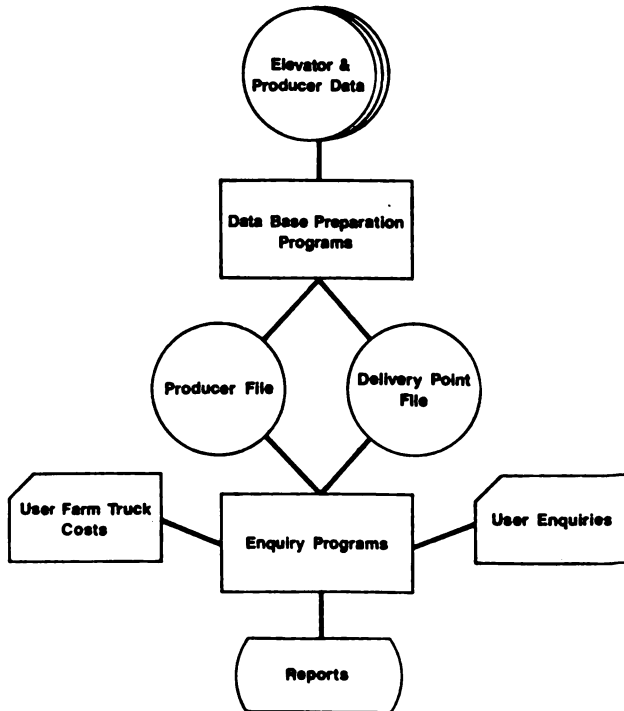 Elevator &
Producer Data
Data Base Preparation
Programs
Producer File
Delivery Point
File
User Farm Truck
Costs
Enquiry Programs
User Enquiries
Reports